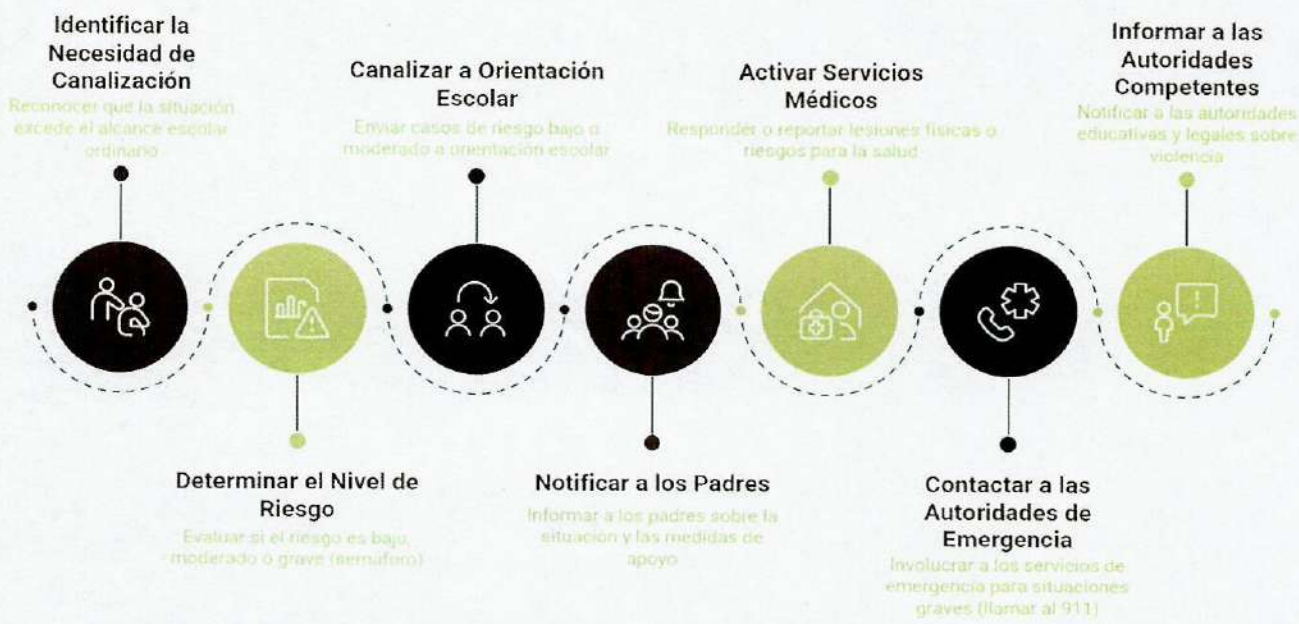 Identificar la
Necesidad de
Canalización
Reconocer que la situación
excede el alcance escolar
ordinario
Determinar el Nivel de
Riesgo
Evaluar si el riesgo es bajo,
moderado o grave (semáforo)
Canalizar a Orientación
Escolar
Enviar casos de riesgo bajo o
moderado a orientación escolar
Notificar a los Padres
Informar a los padres sobre la
situación y las medidas de
apoyo
Activar Servicios
Médicos
Responder o reportar lesiones físicas o
riesgos para la salud
Contactar a las
Autoridades de
Emergencia
Involucrar a los servicios de
emergencia para situaciones
graves (llamar al 911)
Informar a las
Autoridades
Competentes
Notificar a las autoridades
educativas y legales sobre
violencia